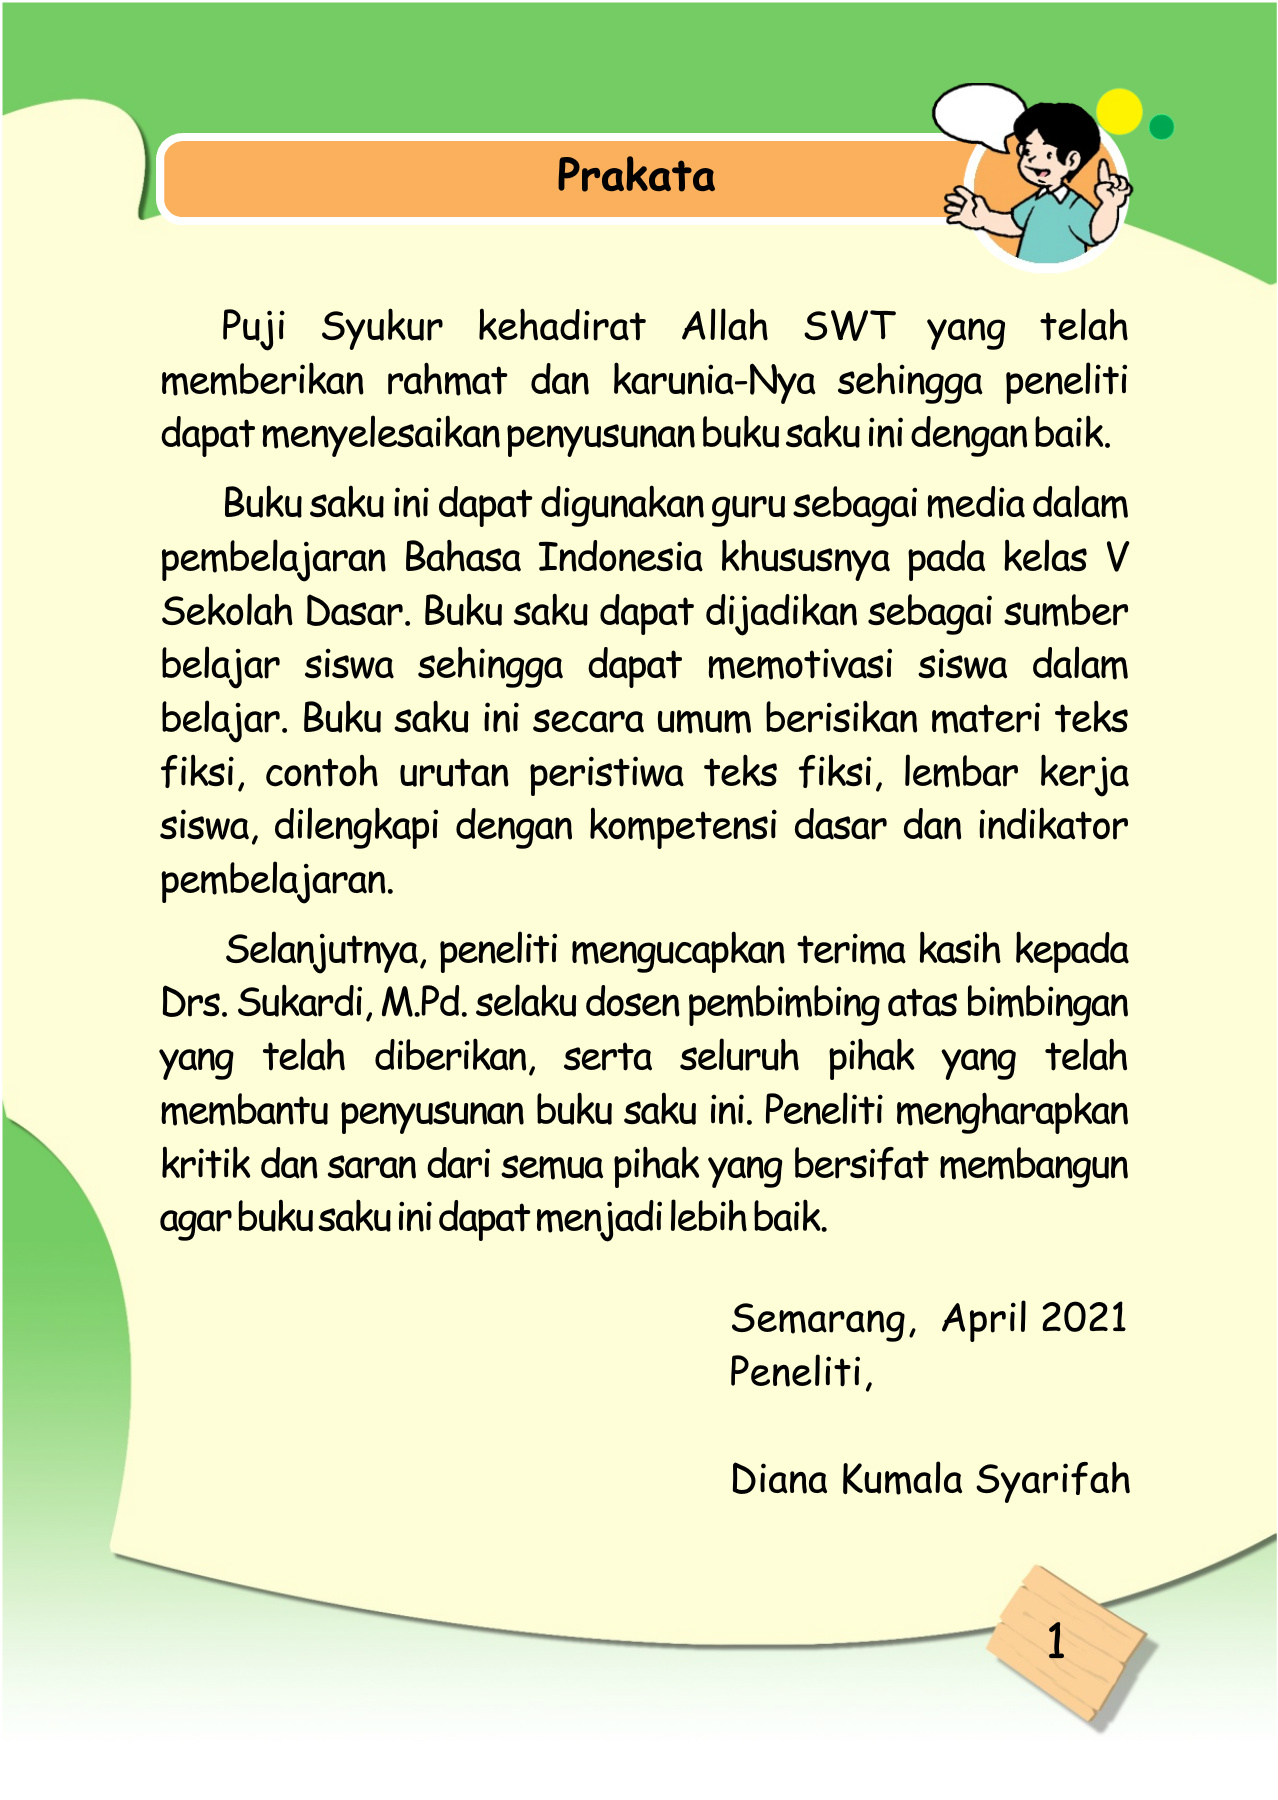 Prakata
Puji Syukur kehadirat Allah SWT yang telah
memberikan rahmat dan karunia-Nya sehingga peneliti
dapat menyelesaikan penyusunan buku saku ini dengan baik.
Buku saku ini dapat digunakan guru sebagai media dalam
pembelajaran Bahasa Indonesia khususnya pada kelas V
Sekolah Dasar. Buku saku dapat dijadikan sebagai sumber
belajar siswa sehingga dapat memotivasi siswa dalam
belajar. Buku saku ini secara umum berisikan materi teks
fiksi, contoh urutan peristiwa teks fiksi, lembar kerja
siswa, dilengkapi dengan kompetensi dasar dan indikator
pembelajaran.
Selanjutnya, peneliti mengucapkan terima kasih kepada
Drs. Sukardi, M.Pd. selaku dosen pembimbing atas bimbingan
yang telah diberikan, serta seluruh pihak yang telah
membantu penyusunan buku saku ini. Peneliti mengharapkan
kritik dan saran dari semua pihak yang bersifat membangun
agar buku saku ini dapat menjadi lebih baik.
Semarang, April 2021
Peneliti,
Diana Kumala Syarifah
1